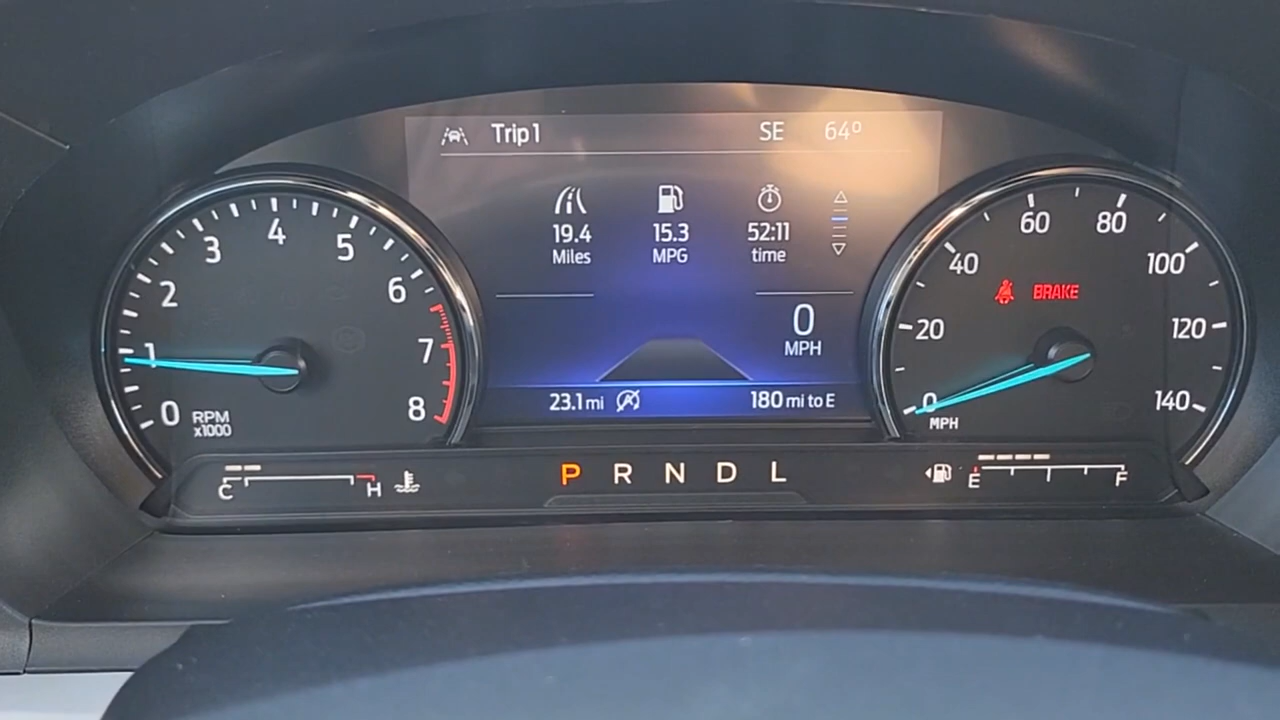 Trip 1 SE 64°
19.4 15.3 52:11
Miles MPG time
0
MPH
23.1 mi 180 mi to E
0 1 2 3 4 5 6 7 8
RPM
x1000
0 20 40 60 80 100 120 140
BRAKE
MPH
C H
P R N D L
E F